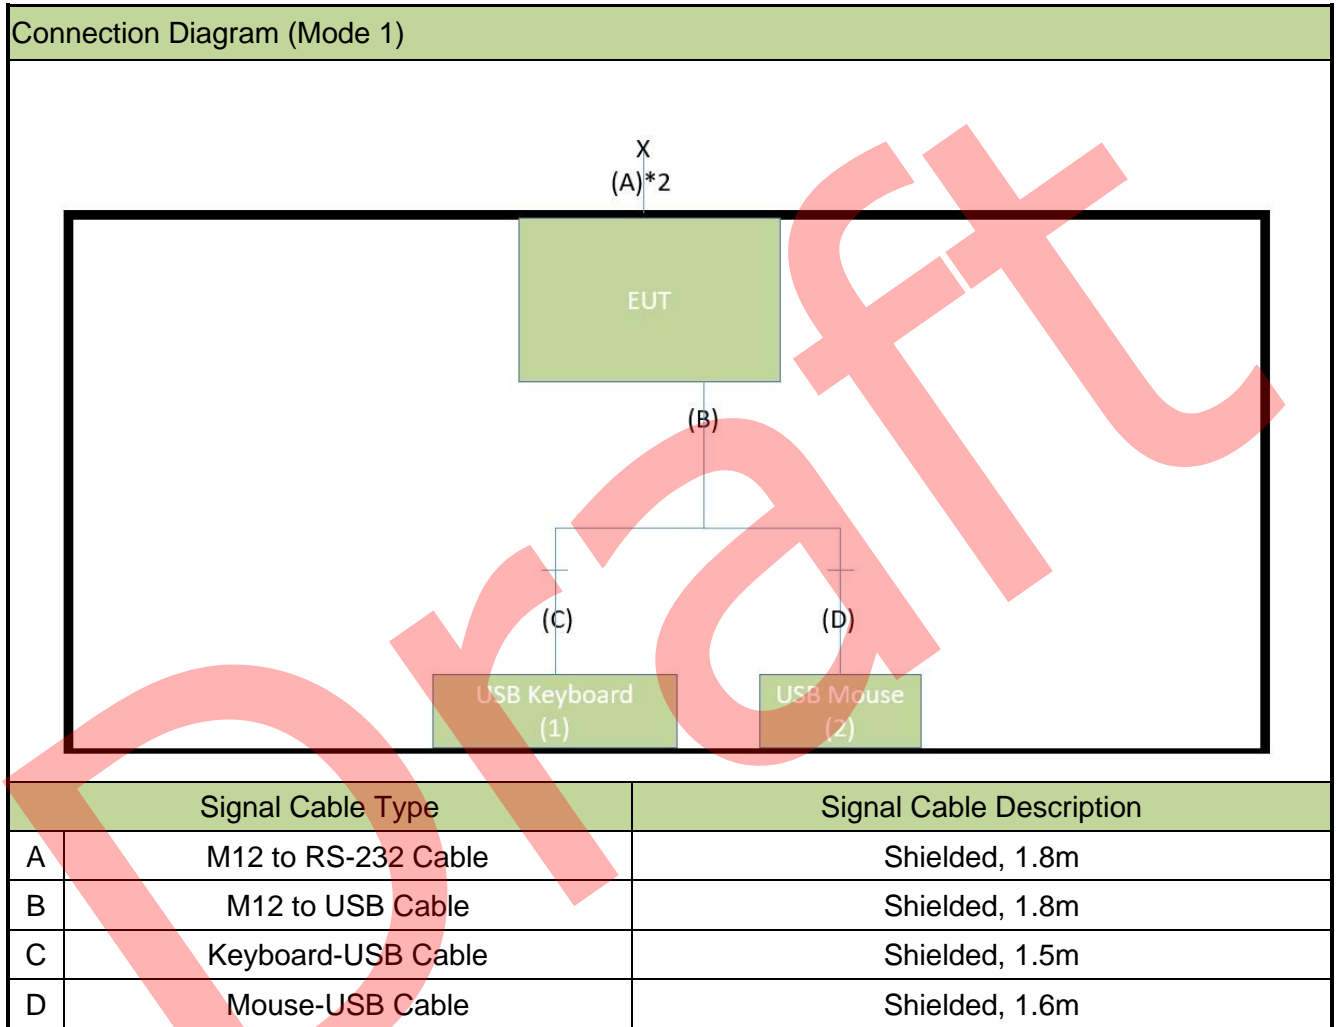 Connection Diagram (Mode 1)
X
(A)*2
EUT
(B)
(C)
(D)
USB Keyboard
(1)
USB Mouse
(2)
Signal Cable Type Signal Cable Description
A M12 to RS-232 Cable Shielded, 1.8m
B M12 to USB Cable Shielded, 1.8m
C Keyboard-USB Cable Shielded, 1.5m
D Mouse-USB Cable Shielded, 1.6m
Draft